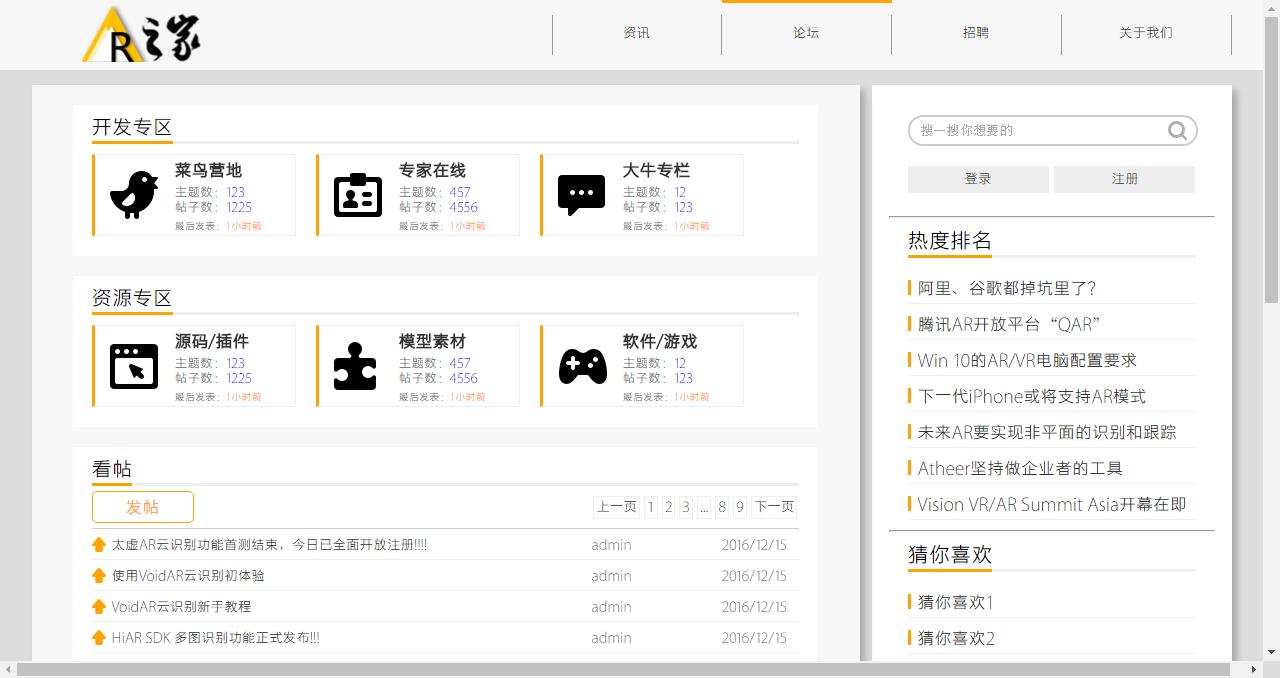 AR之家
资讯
论坛
招聘
关于我们
开发专区
菜鸟营地
主题数：123
帖子数：1225
最后发表：1小时前
专家在线
主题数：457
帖子数：4556
最后发表：1小时前
大牛专栏
主题数：12
帖子数：123
最后发表：1小时前
资源专区
源码/插件
主题数：123
帖子数：1225
最后发表：1小时前
模型素材
主题数：457
帖子数：4556
最后发表：1小时前
软件/游戏
主题数：12
帖子数：123
最后发表：1小时前
看帖
发帖
上一页 1 2 3 ... 8 9 下一页
太虚AR云识别功能首测结束，今日已全面开放注册!!!! admin 2016/12/15
使用VoidAR云识别初体验 admin 2016/12/15
VoidAR云识别新手教程 admin 2016/12/15
HiAR SDK 多图识别功能正式发布!!! admin 2016/12/15
搜一搜你想要的
登录 注册
热度排名
阿里、谷歌都掉坑里了？
腾讯AR开放平台“QAR”
Win 10的AR/VR电脑配置要求
下一代iPhone或将支持AR模式
未来AR要实现非平面的识别和跟踪
Atheer坚持做企业者的工具
Vision VR/AR Summit Asia开幕在即
猜你喜欢
猜你喜欢1
猜你喜欢2